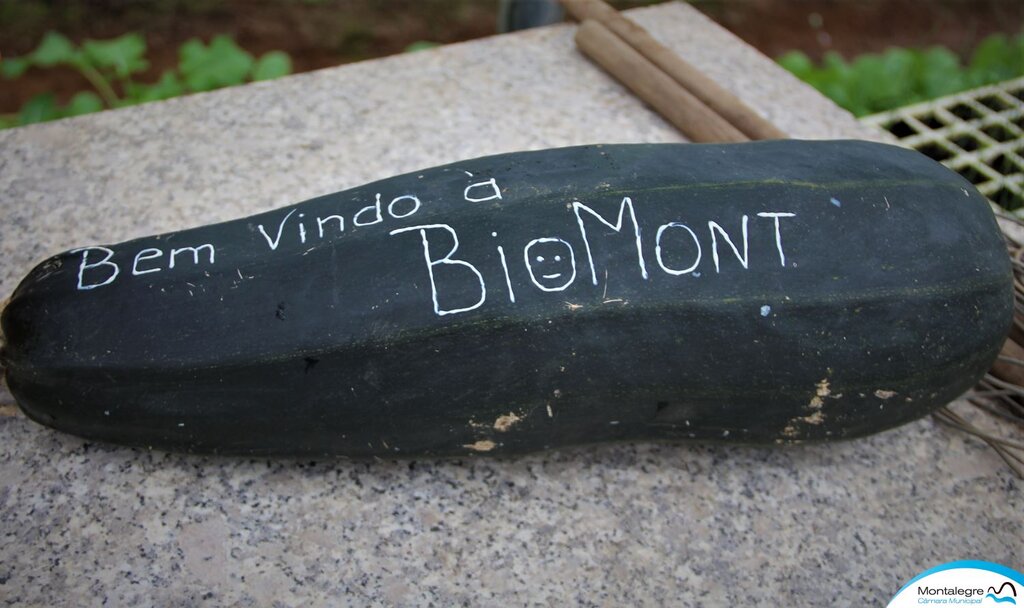 Bem Vindo à
BioMONT
Montalegre
Câmara Municipal